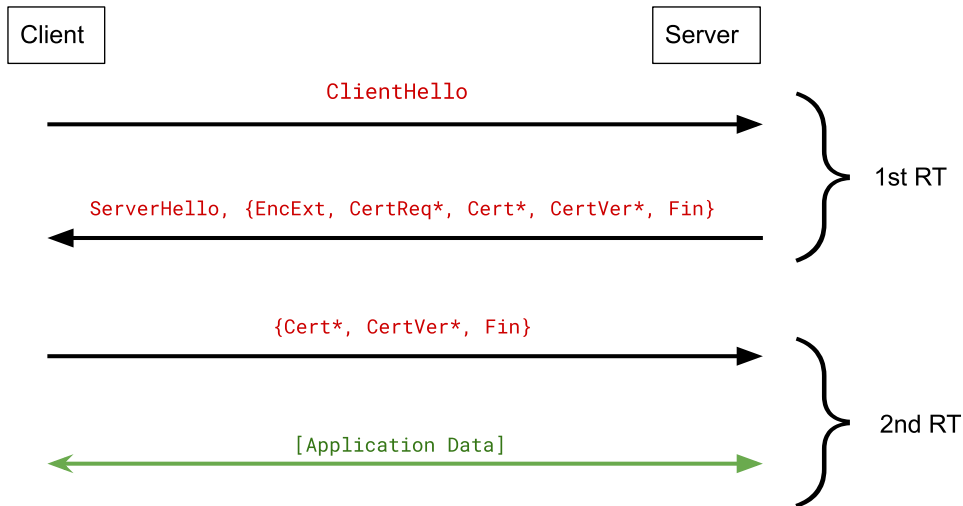 Client
Server
ClientHello
1st RT
ServerHello, {EncExt, CertReq*, Cert*, CertVer*, Fin}
{Cert*, CertVer*, Fin}
2nd RT
[Application Data]